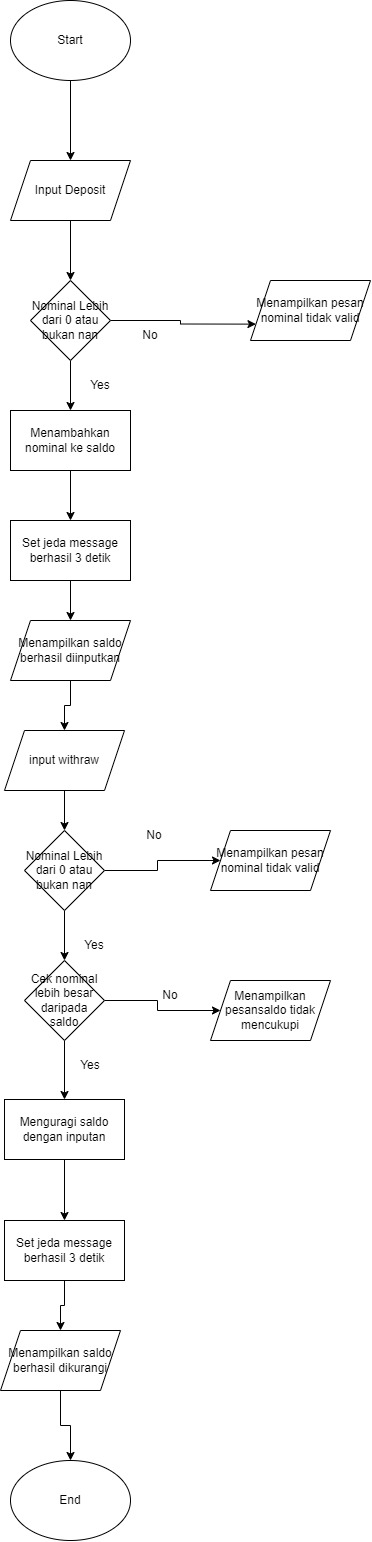 Start
Input Deposit
Nominal Lebih
dari 0 atau
bukan nan
No
Menampilkan pesan
nominal tidak valid
Yes
Menambahkan
nominal ke saldo
Set jeda message
berhasil 3 detik
Menampilkan saldo
berhasil diinputkan
input withraw
Nominal Lebih
dari 0 atau
bukan nan
No
Menampilkan pesan
nominal tidak valid
Yes
Cek nominal
lebih besar
daripada
saldo
No
Menampilkan
pesansaldo tidak
mencukupi
Yes
Menguragi saldo
dengan inputan
Set jeda message
berhasil 3 detik
Menampilkan saldo
berhasil dikurangi
End